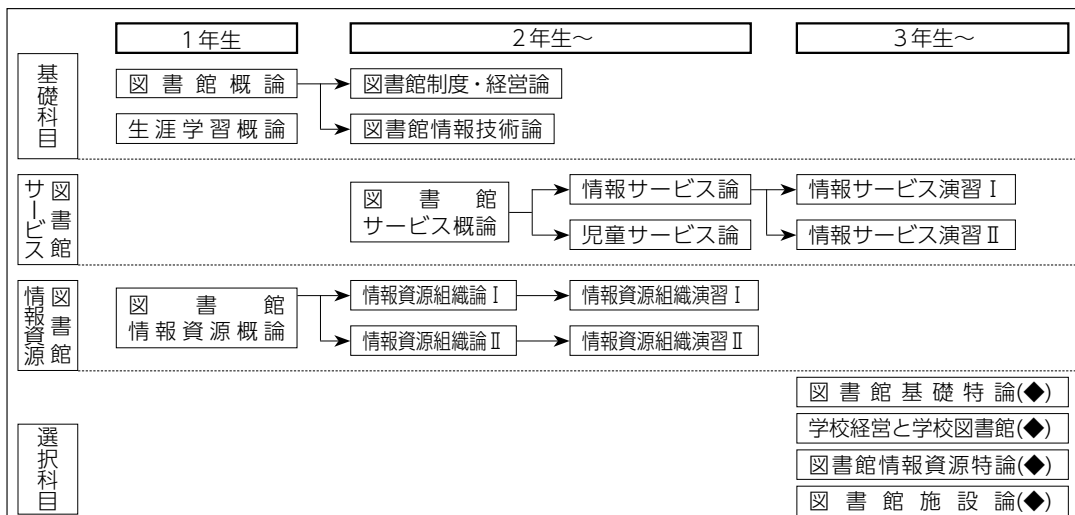 1年生
2年生～
3年生～
基礎科目
図書館概論
図書館制度・経営論
生涯学習概論
図書館情報技術論
図書館
サービス
図書館
サービス概論
情報サービス論
情報サービス演習Ⅰ
児童サービス論
情報サービス演習Ⅱ
図書館
情報資源
図書館
情報資源概論
情報資源組織論Ⅰ
情報資源組織演習Ⅰ
情報資源組織論Ⅱ
情報資源組織演習Ⅱ
選択科目
図書館基礎特論(◆)
学校経営と学校図書館(◆)
図書館情報資源特論(◆)
図書館施設論(◆)